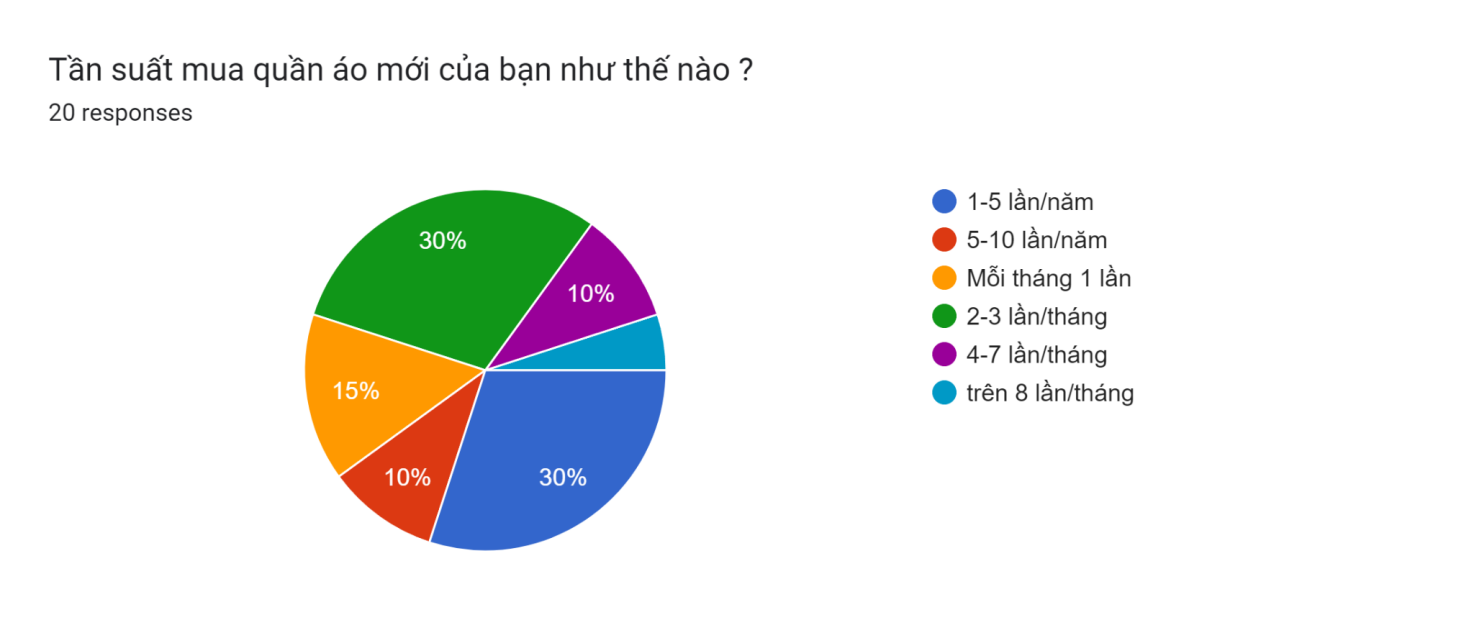 Tần suất mua quần áo mới của bạn như thế nào ?
20 responses
30%
10%
15%
10%
30%
1-5 lần/năm
5-10 lần/năm
Mỗi tháng 1 lần
2-3 lần/tháng
4-7 lần/tháng
trên 8 lần/tháng